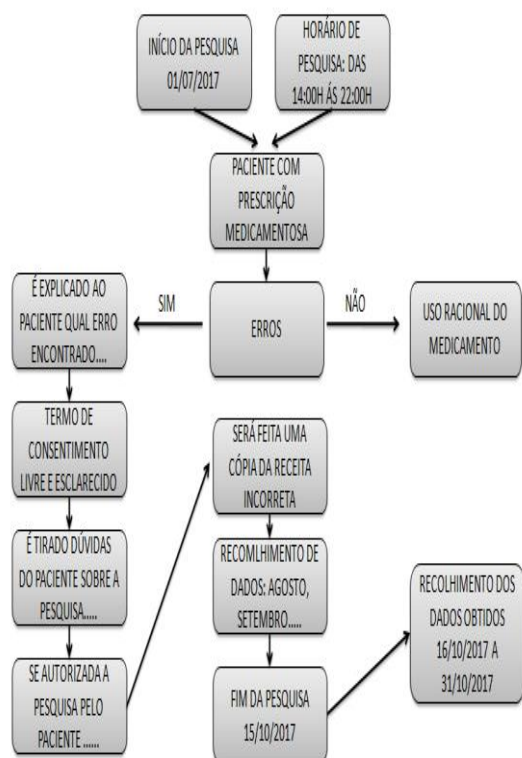 INÍCIO DA PESQUISA
01/07/2017
HORÁRIO DE
PESQUISA: DAS
14:00H ÁS 22:00H
PACIENTE COM
PRESCRIÇÃO
MEDICAMENTOSA
ERROS
SIM
NÃO
USO RACIONAL DO
MEDICAMENTO
É EXPLICADO AO
PACIENTE QUAL ERRO
ENCONTRADO....
TERMO DE
CONSENTIMENTO
LIVRE E ESCLARECIDO
É TIRADO DÚVIDAS
DO PACIENTE SOBRE A
PESQUISA.....
SE AUTORIZADA A
PESQUISA PELO
PACIENTE ......
SERÁ FEITA UMA
CÓPIA DA RECEITA
INCORRETA
RECOMLHIMENTO DE
DADOS: AGOSTO,
SETEMBRO.....
FIM DA PESQUISA
15/10/2017
RECOLHIMENTO DOS
DADOS OBTIDOS
16/10/2017 A
31/10/2017